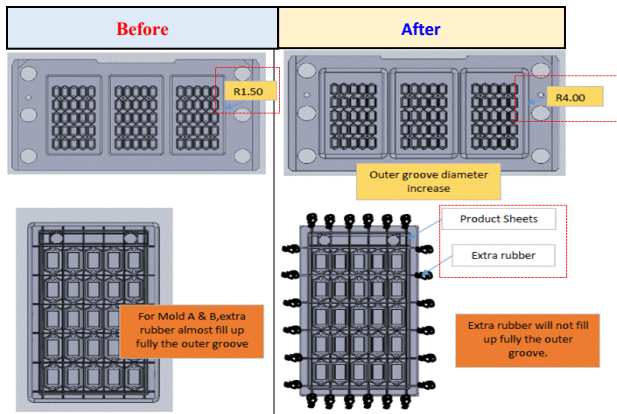 Before
After
R1.50
R4.00
Outer groove diameter
increase
Product Sheets
Extra rubber
For Mold A & B,extra
rubber almost fill up
fully the outer groove
Extra rubber will not fill
up fully the outer
groove.